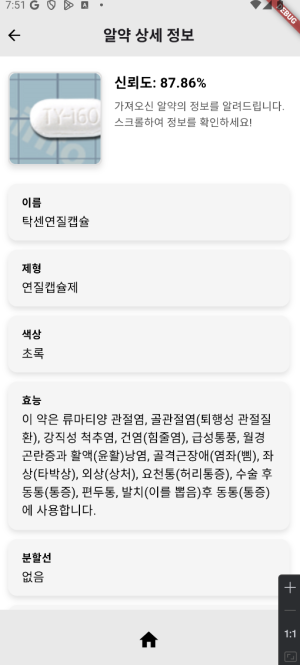 7:51
DEBUG
알약 상세 정보
TY-160
신뢰도: 87.86%
가져오신 알약의 정보를 알려드립니다.
스크롤하여 정보를 확인하세요!
이름
탁센연질캡슐
제형
연질캡슐제
색상
초록
효능
이 약은 류마티양 관절염, 골관절염(퇴행성 관절질
환), 강직성 척추염, 건염(힘줄염), 급성통풍, 월경
곤란증과 활액(윤활)낭염, 골격근장애(염좌(삠), 좌
상(타박상), 외상(상처), 요천통(허리통증), 수술 후
동통(통증), 편두통, 발치(이를 뽑음)후 동통(통증)
에 사용합니다.
분할선
없음
1:1